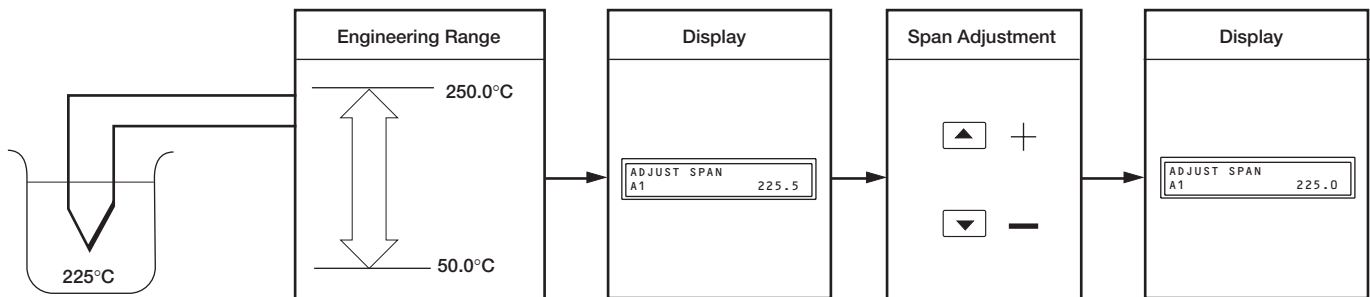 Engineering Range
250.0°C
50.0°C
225°C
Display
ADJUST SPAN
A1 225.5
Span Adjustment
+
−
Display
ADJUST SPAN
A1 225.0